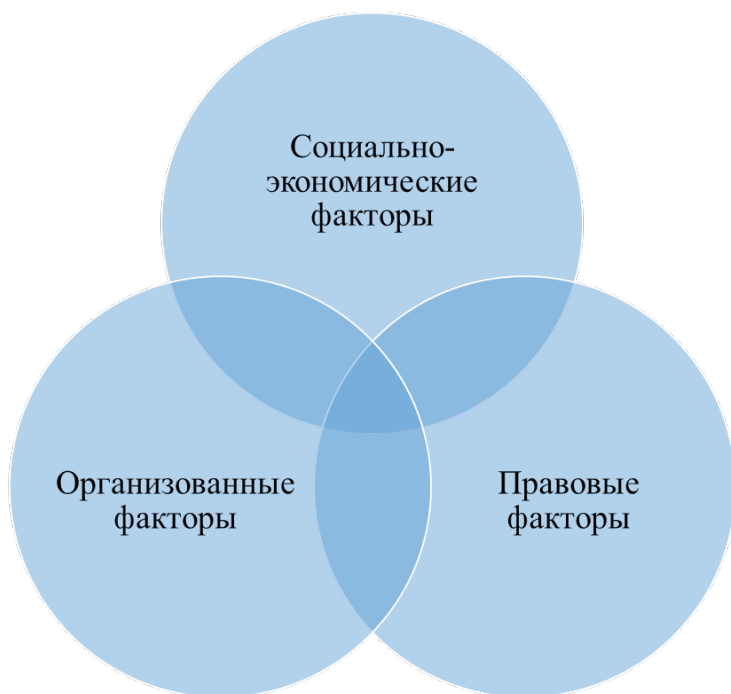 Социально-
экономические
факторы
Организованные
факторы
Правовые
факторы